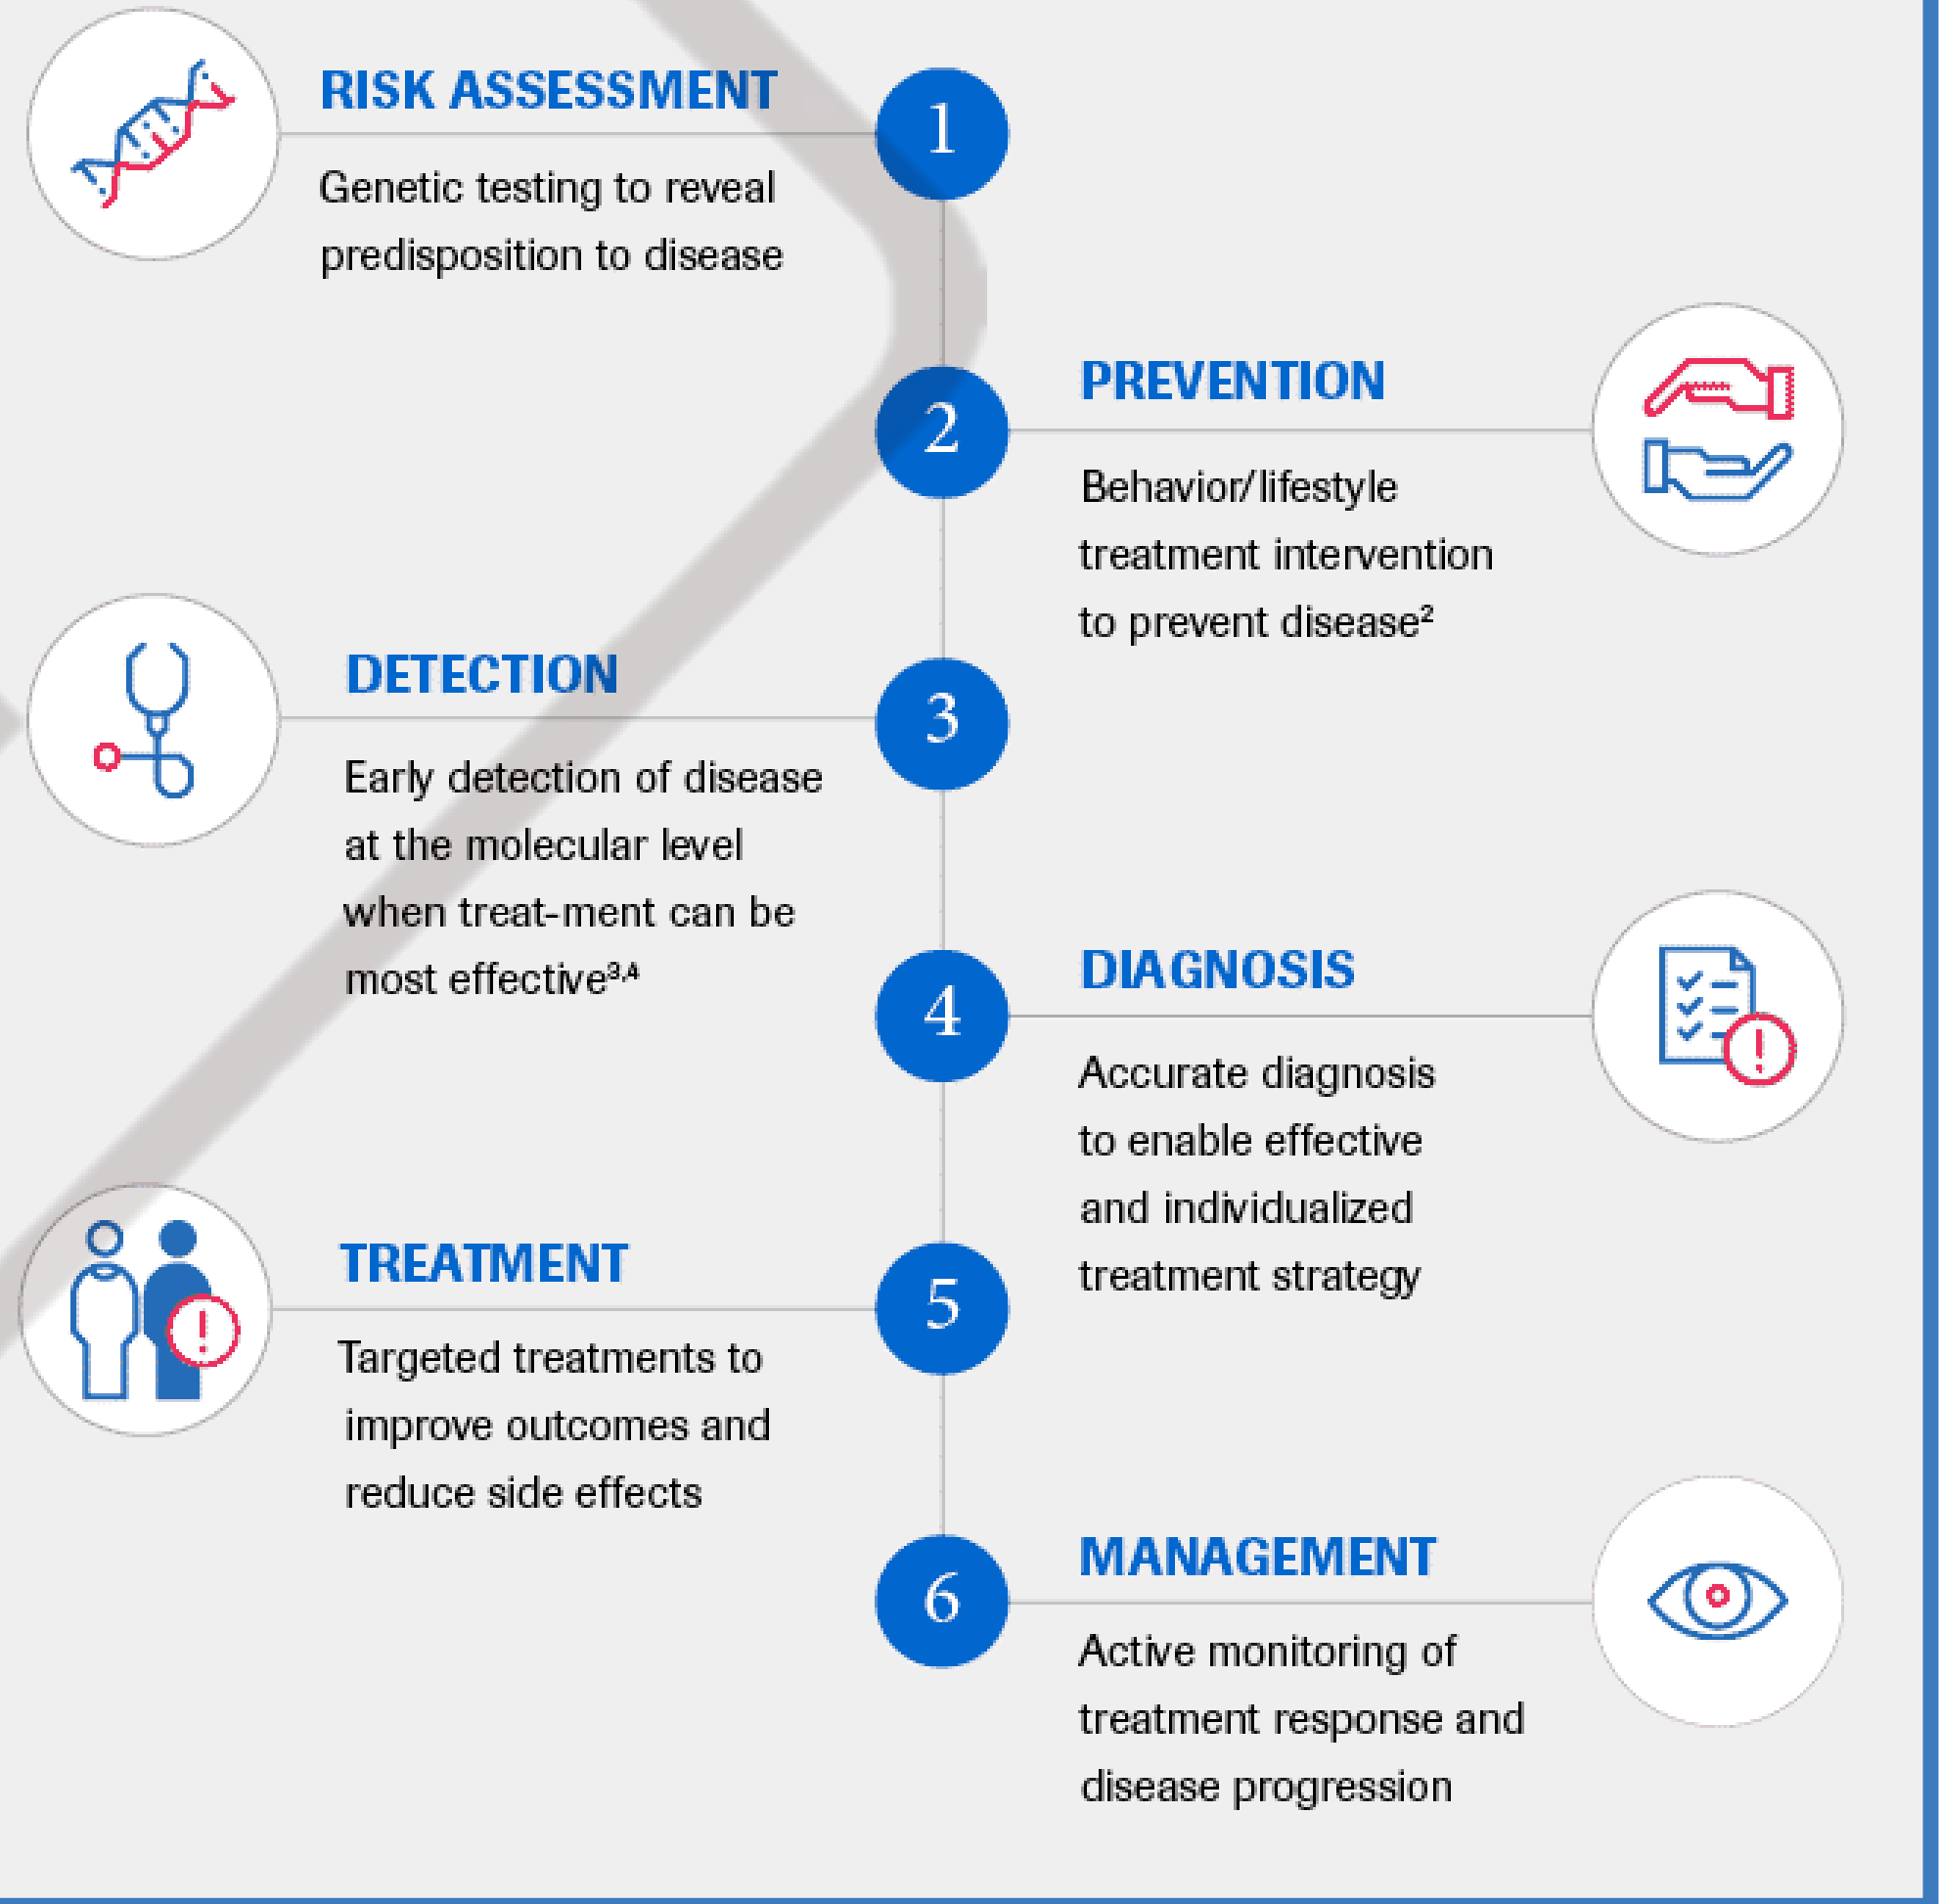 RISK ASSESSMENT
1
Genetic testing to reveal
predisposition to disease
2
PREVENTION
Behavior/lifestyle
treatment intervention
to prevent disease²
DETECTION
3
Early detection of disease
at the molecular level
when treat-ment can be
most effective³,⁴
4
DIAGNOSIS
Accurate diagnosis
to enable effective
and individualized
treatment strategy
TREATMENT
5
Targeted treatments to
improve outcomes and
reduce side effects
6
MANAGEMENT
Active monitoring of
treatment response and
disease progression